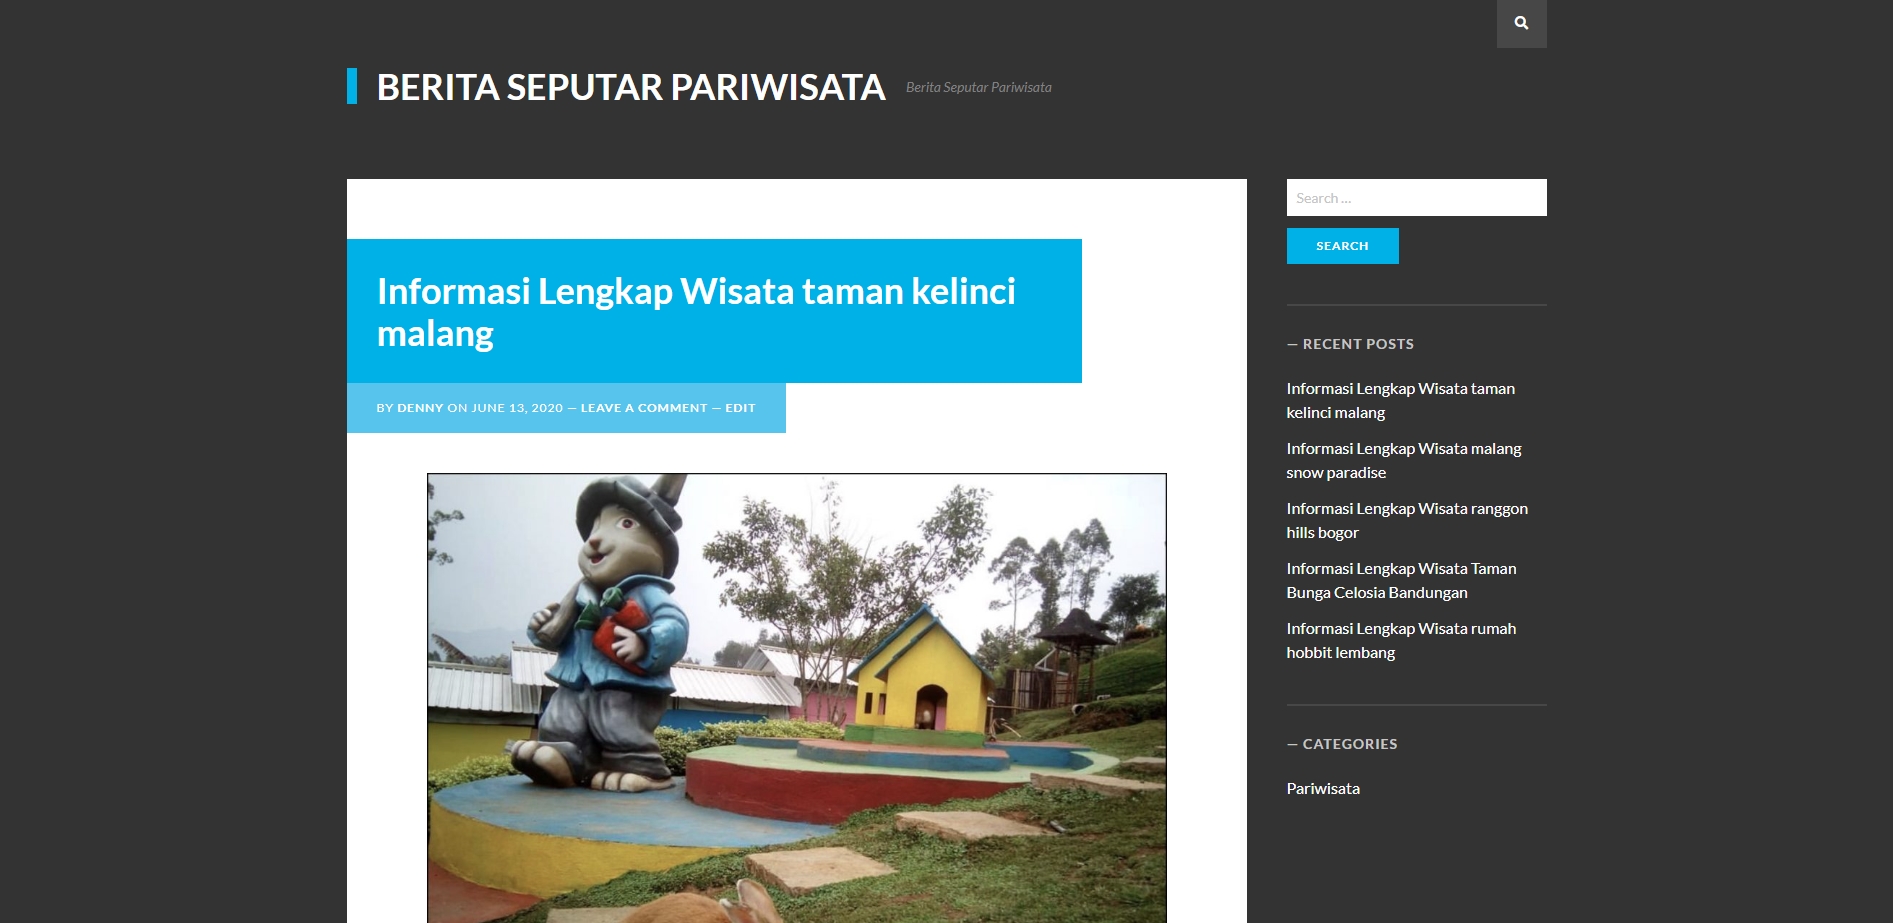 BERITA SEPUTAR PARIWISATA
Berita Seputar Pariwisata
Informasi Lengkap Wisata taman kelinci
malang
BY DENNY ON JUNE 13, 2020 — LEAVE A COMMENT — EDIT
Search ...
SEARCH
— RECENT POSTS
Informasi Lengkap Wisata taman
kelinci malang
Informasi Lengkap Wisata malang
snow paradise
Informasi Lengkap Wisata ranggon
hills bogor
Informasi Lengkap Wisata Taman
Bunga Celosia Bandungan
Informasi Lengkap Wisata rumah
hobbit lembang
— CATEGORIES
Pariwisata